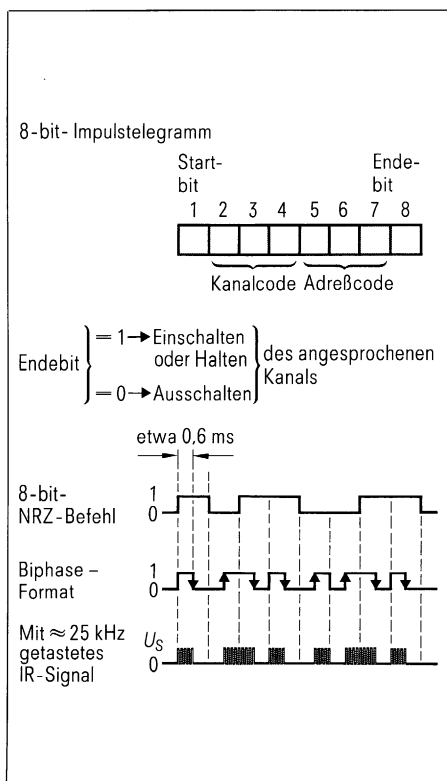 8-bit-Impulstelegramm
Start-
bit
Ende-
bit
1 2 3 4 5 6 7 8
Kanalcode Adreßcode
Endebit
= 1 → Einschalten
oder Halten
= 0 → Ausschalten
des angesprochenen
Kanals
etwa 0,6 ms
8-bit-
NRZ-Befehl
1
0
Biphase-
Format
1
0
Mit ≈ 25 kHz
getastetes
IR-Signal
US
0